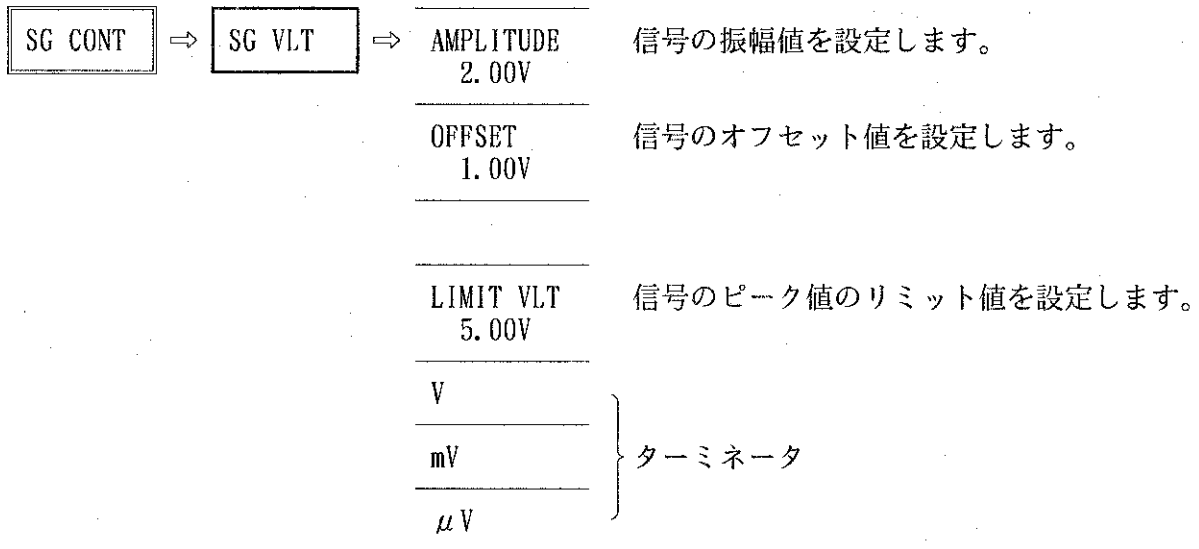 SG CONT ⇨ SG VLT ⇨ AMPLITUDE 信号の振幅値を設定します。
2.00V
OFFSET 信号のオフセット値を設定します。
1.00V
LIMIT VLT 信号のピーク値のリミット値を設定します。
5.00V
V
mV ターミネータ
μV